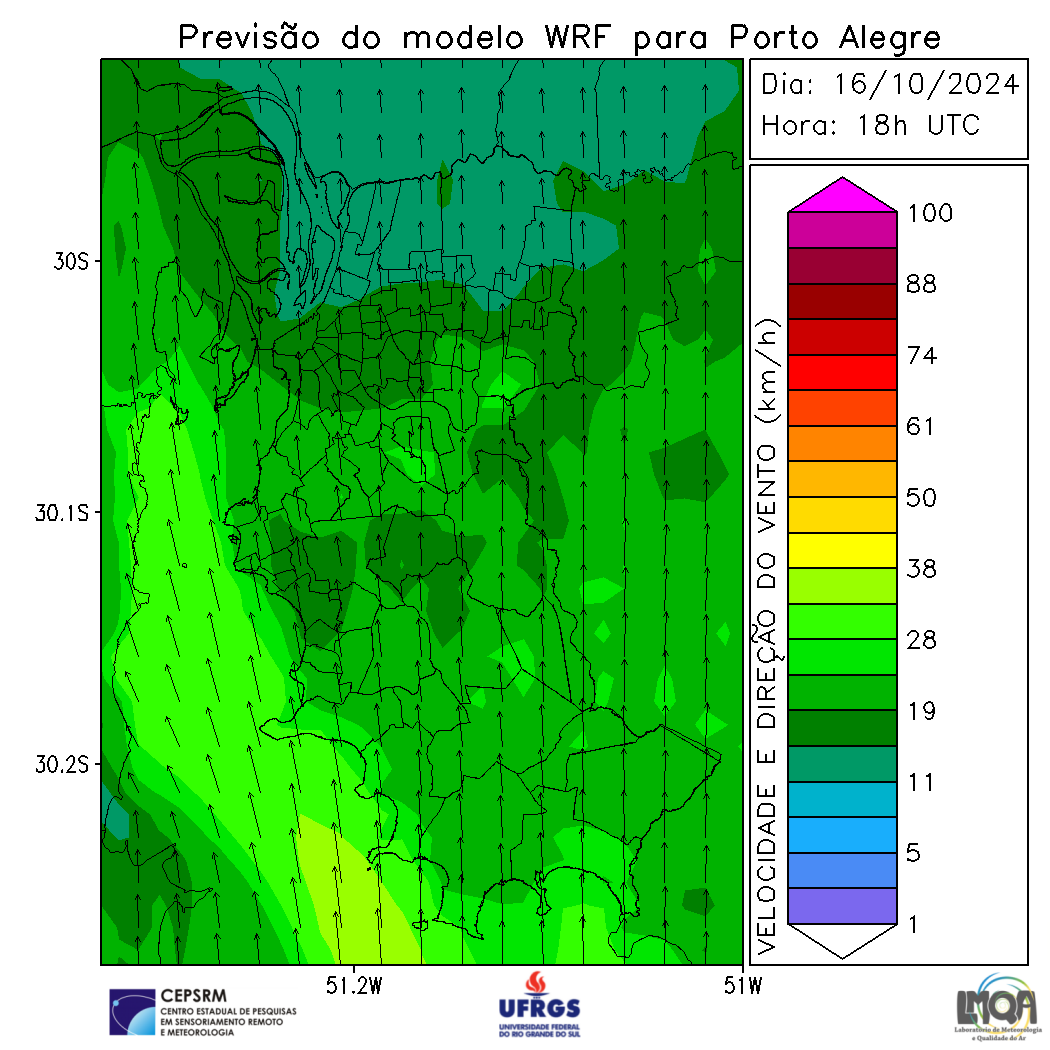 Previsão do modelo WRF para Porto Alegre
Dia: 16/10/2024
Hora: 18h UTC
30S
30.1S
30.2S
51.2W
51W
VELOCIDADE E DIREÇÃO DO VENTO (km/h)
100
88
74
61
50
38
28
19
11
5
1
CEPSRM
CENTRO ESTADUAL DE PESQUISAS
EM SENSORIAMENTO REMOTO
E METEOROLOGIA
UFRGS
UNIVERSIDADE FEDERAL
DO RIO GRANDE DO SUL
LMQA
Laboratório de Meteorologia
e Qualidade do Ar